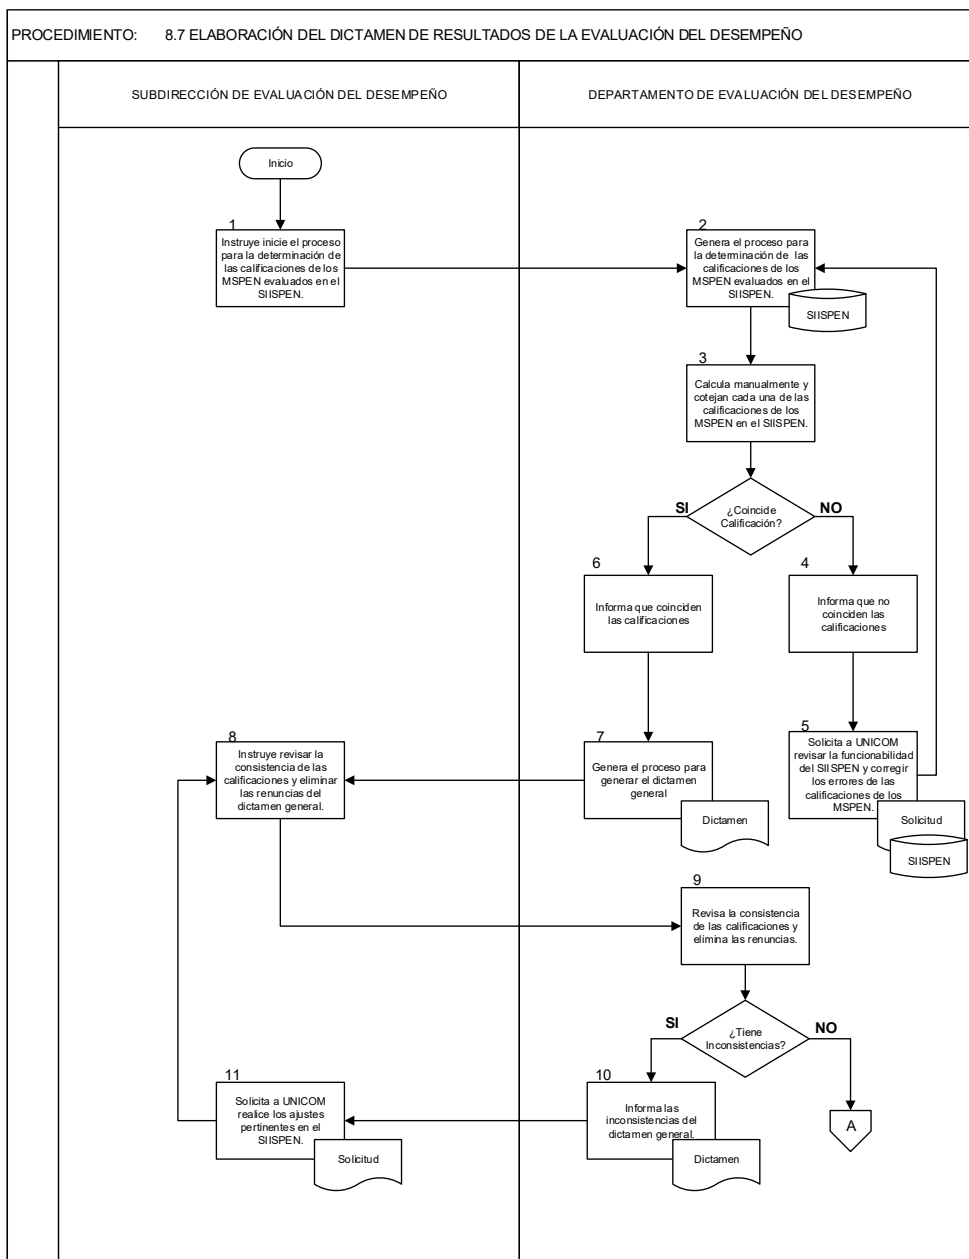 PROCEDIMIENTO: 8.7 ELABORACIÓN DEL DICTAMEN DE RESULTADOS DE LA EVALUACIÓN DEL DESEMPEÑO
SUBDIRECCIÓN DE EVALUACIÓN DEL DESEMPEÑO
DEPARTAMENTO DE EVALUACIÓN DEL DESEMPEÑO
Inicio
1
Instruye inicie el proceso
para la determinación de
las calificaciones de los
MSPEN evaluados en el
SIISPEN.
2
Genera el proceso para
la determinación de las
calificaciones de los
MSPEN evaluados en el
SIISPEN.
SIISPEN
3
Calcula manualmente y
cotejan cada una de las
calificaciones de los
MSPEN en el SIISPEN.
¿Coincide
Calificación?
SI
NO
6
Informa que coinciden
las calificaciones
4
Informa que no
coinciden las
calificaciones
5
Solicita a UNICOM
revisar la funcionabilidad
del SIISPEN y corregir
los errores de las
calificaciones de los
MSPEN.
Solicitud
SIISPEN
7
Genera el proceso para
generar el dictamen
general
Dictamen
8
Instruye revisar la
consistencia de las
calificaciones y eliminar
las renuncias del
dictamen general.
9
Revisa la consistencia
de las calificaciones y
elimina las renuncias.
¿Tiene
Inconsistencias?
SI
NO
10
Informa las
inconsistencias del
dictamen general.
Dictamen
A
11
Solicita a UNICOM
realice los ajustes
pertinentes en el
SIISPEN.
Solicitud